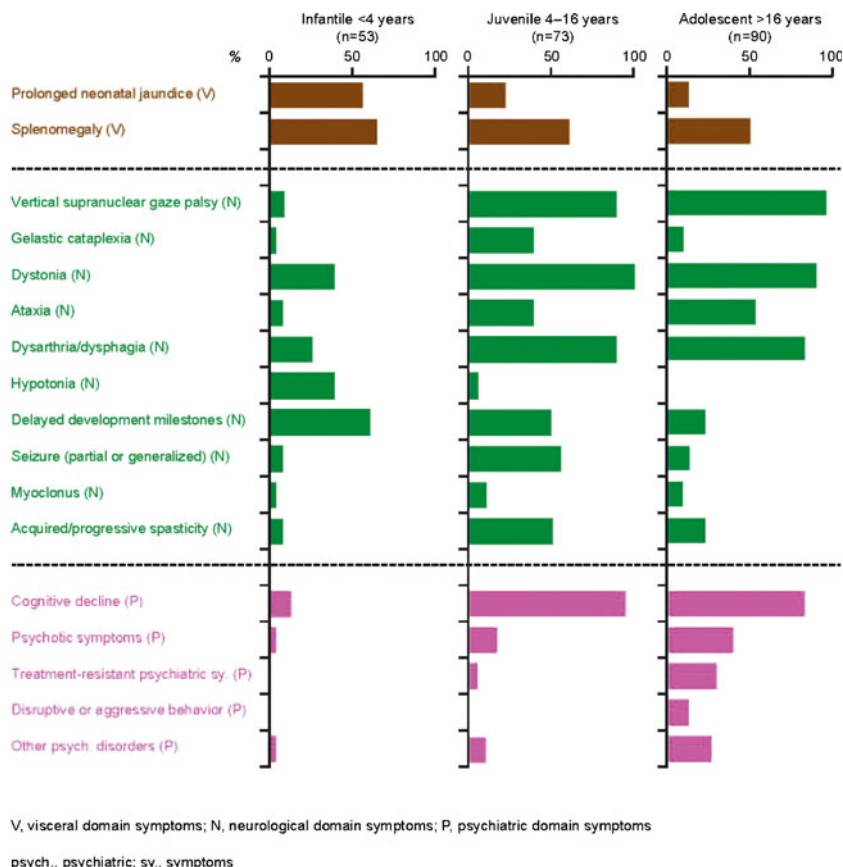 Infantile <4 years Juvenile 4–16 years Adolescent >16 years
(n=53) (n=73) (n=90)
% 0 50 100 0 50 100 0 50 100
Prolonged neonatal jaundice (V)
Splenomegaly (V)
Vertical supranuclear gaze palsy (N)
Gelastic cataplexia (N)
Dystonia (N)
Ataxia (N)
Dysarthria/dysphagia (N)
Hypotonia (N)
Delayed development milestones (N)
Seizure (partial or generalized) (N)
Myoclonus (N)
Acquired/progressive spasticity (N)
Cognitive decline (P)
Psychotic symptoms (P)
Treatment-resistant psychiatric sy. (P)
Disruptive or aggressive behavior (P)
Other psych. disorders (P)
V, visceral domain symptoms; N, neurological domain symptoms; P, psychiatric domain symptoms
psych., psychiatric; sy., symptoms